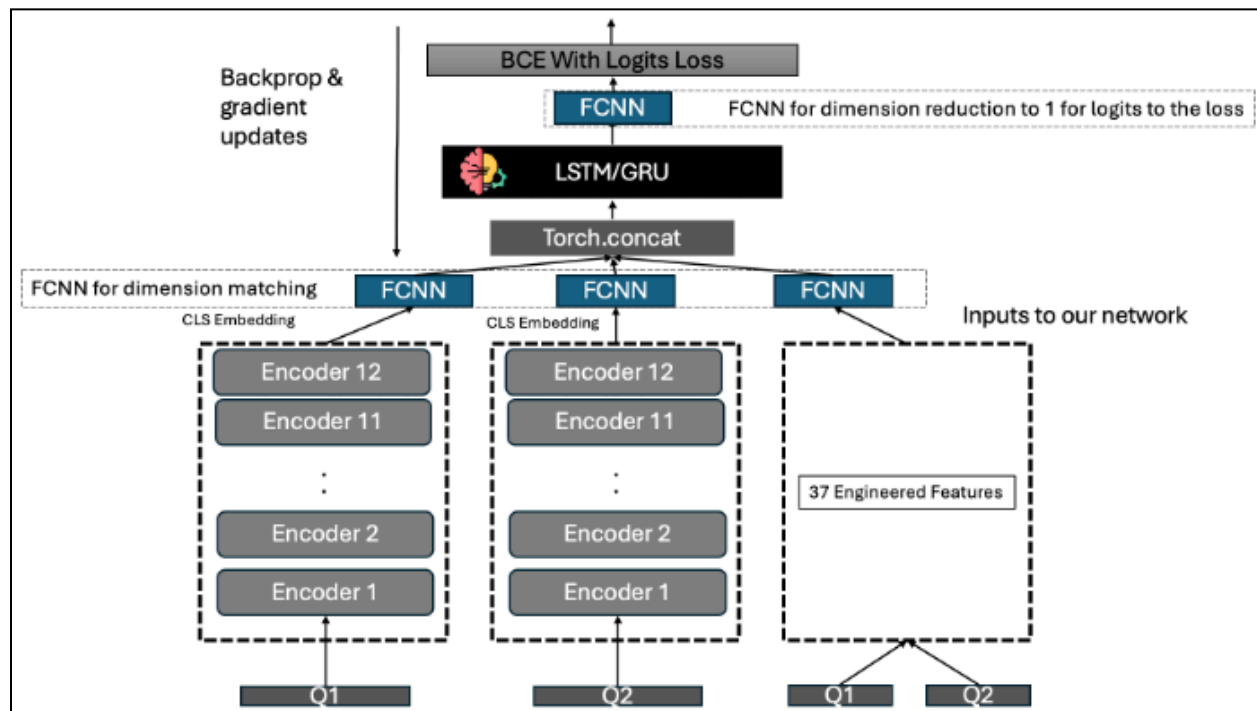 BCE With Logits Loss
Backprop &
gradient
updates
FCNN
FCNN for dimension reduction to 1 for logits to the loss
LSTM/GRU
Torch.concat
FCNN for dimension matching
FCNN
FCNN
FCNN
CLS Embedding
CLS Embedding
Inputs to our network
Encoder 12
Encoder 11
:
Encoder 2
Encoder 1
Encoder 12
Encoder 11
:
Encoder 2
Encoder 1
37 Engineered Features
Q1
Q2
Q1
Q2